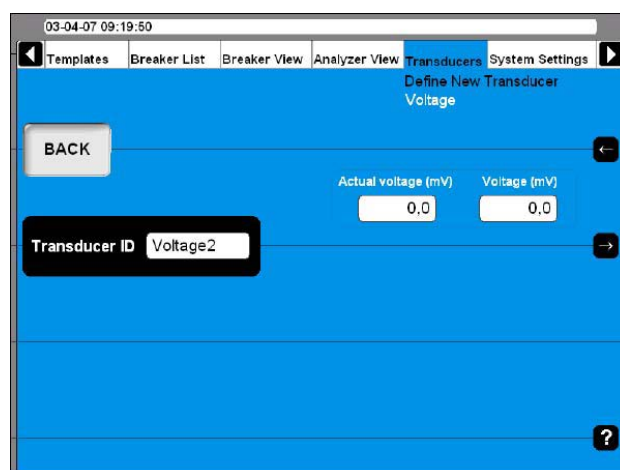 03-04-07 09:19:50
Templates Breaker List Breaker View Analyzer View Transducers System Settings
Define New Transducer
Voltage
BACK
←
Actual voltage (mV) Voltage (mV)
0,0 0,0
Transducer ID Voltage2
→
?